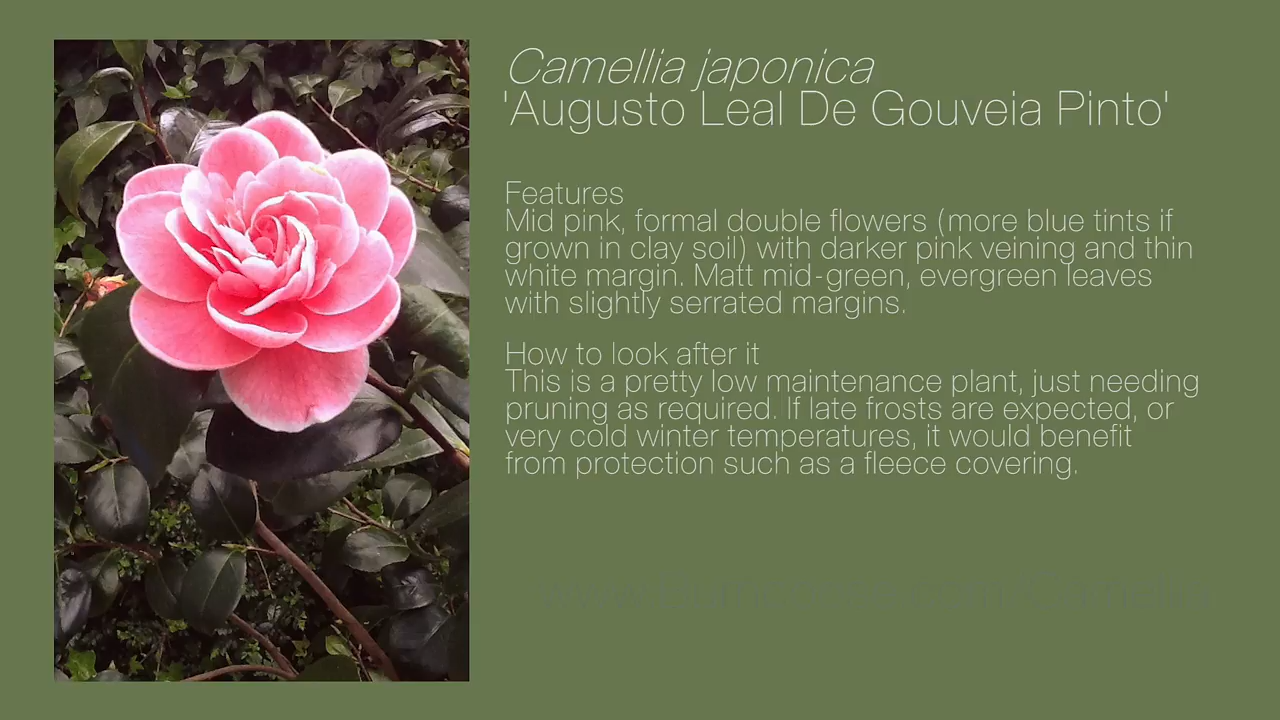 Camellia japonica
'Augusto Leal De Gouveia Pinto'
Features
Mid pink, formal double flowers (more blue tints if
grown in clay soil) with darker pink veining and thin
white margin. Matt mid-green, evergreen leaves
with slightly serrated margins.
How to look after it
This is a pretty low maintenance plant, just needing
pruning as required. If late frosts are expected, or
very cold winter temperatures, it would benefit
from protection such as a fleece covering.